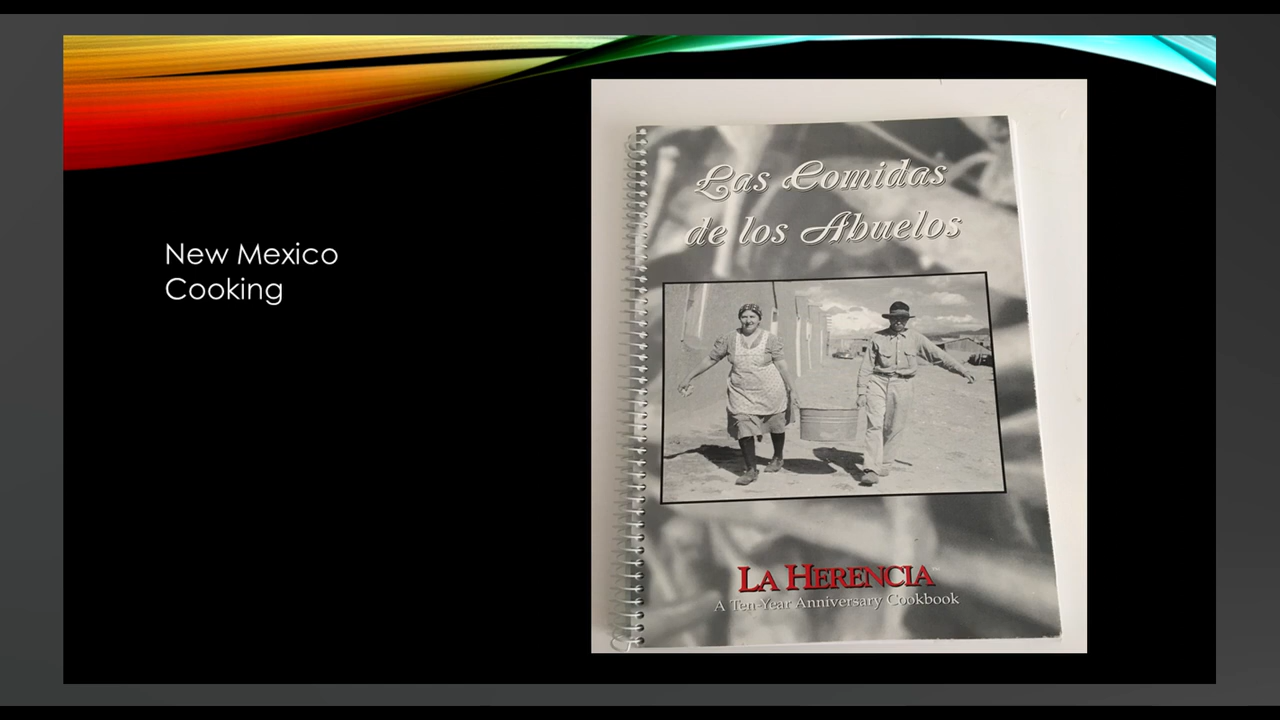 New Mexico
Cooking
Las Comidas
de los Abuelos
LA HERENCIA
A Ten-Year Anniversary Cookbook